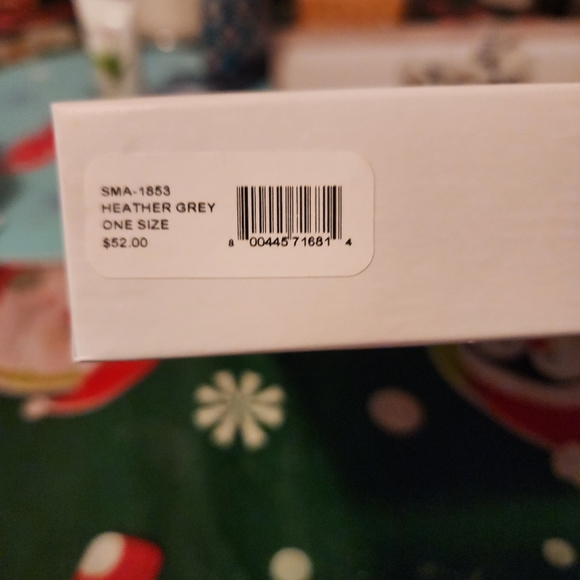 SMA-1853
HEATHER GREY
ONE SIZE
$52.00
8 00445 71681 4